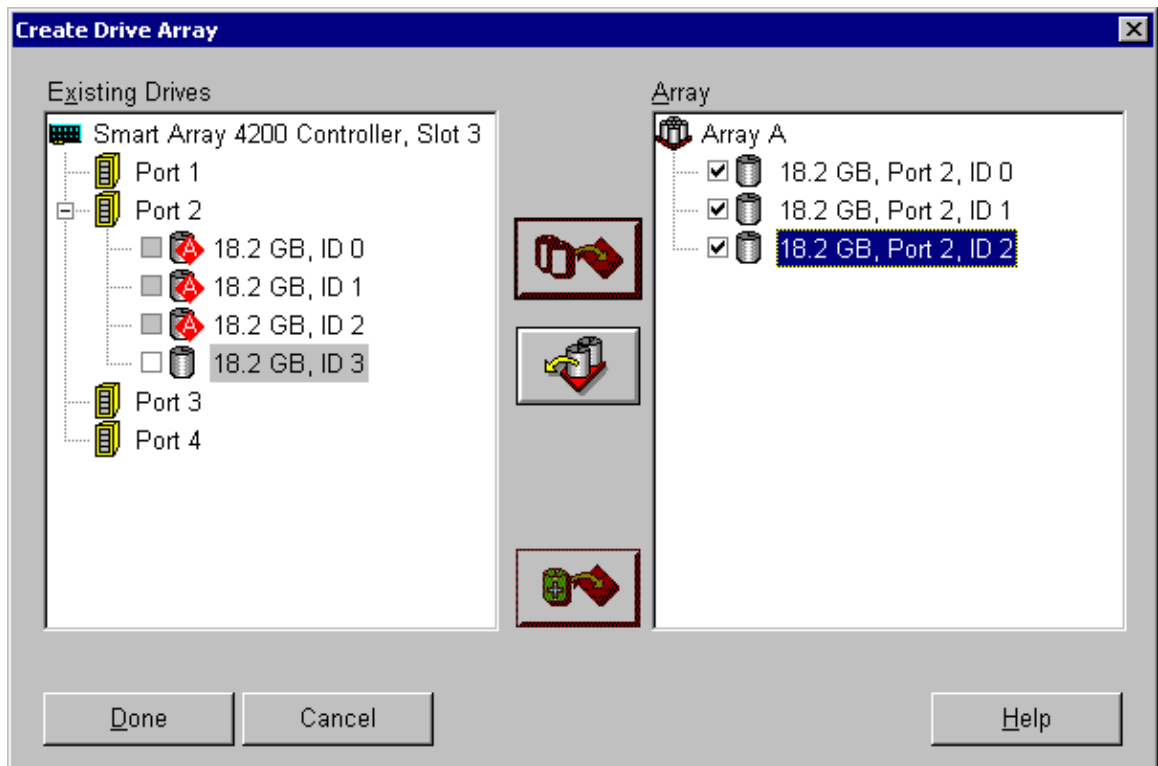 Create Drive Array
Existing Drives
Smart Array 4200 Controller, Slot 3
Port 1
Port 2
A 18.2 GB, ID 0
A 18.2 GB, ID 1
A 18.2 GB, ID 2
18.2 GB, ID 3
Port 3
Port 4
Array
Array A
18.2 GB, Port 2, ID 0
18.2 GB, Port 2, ID 1
18.2 GB, Port 2, ID 2
Done
Cancel
Help